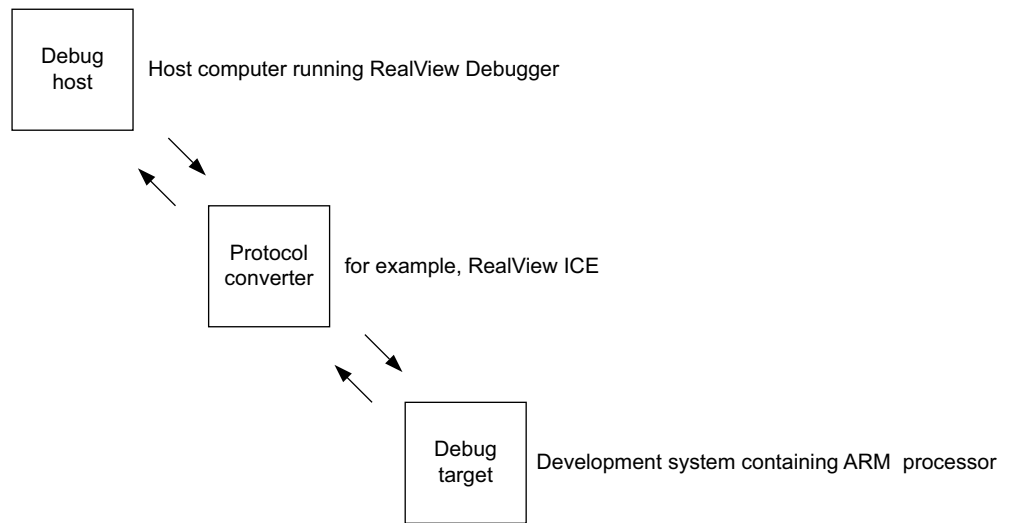 Debug
host
Host computer running RealView Debugger
Protocol
converter
for example, RealView ICE
Debug
target
Development system containing ARM processor